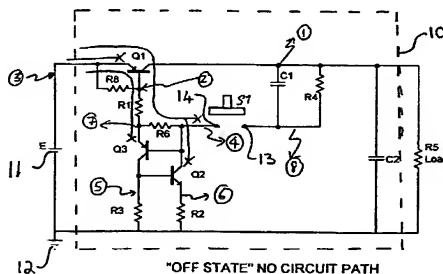 10
①
Q1
③
②
R8
C1
R4
14
S1
R1
⑦
R6
④
E
11
13
Q3
⑧
C2
R5
Loa
Q2
⑤
⑥
R3
R2
12
"OFF STATE" NO CIRCUIT PATH